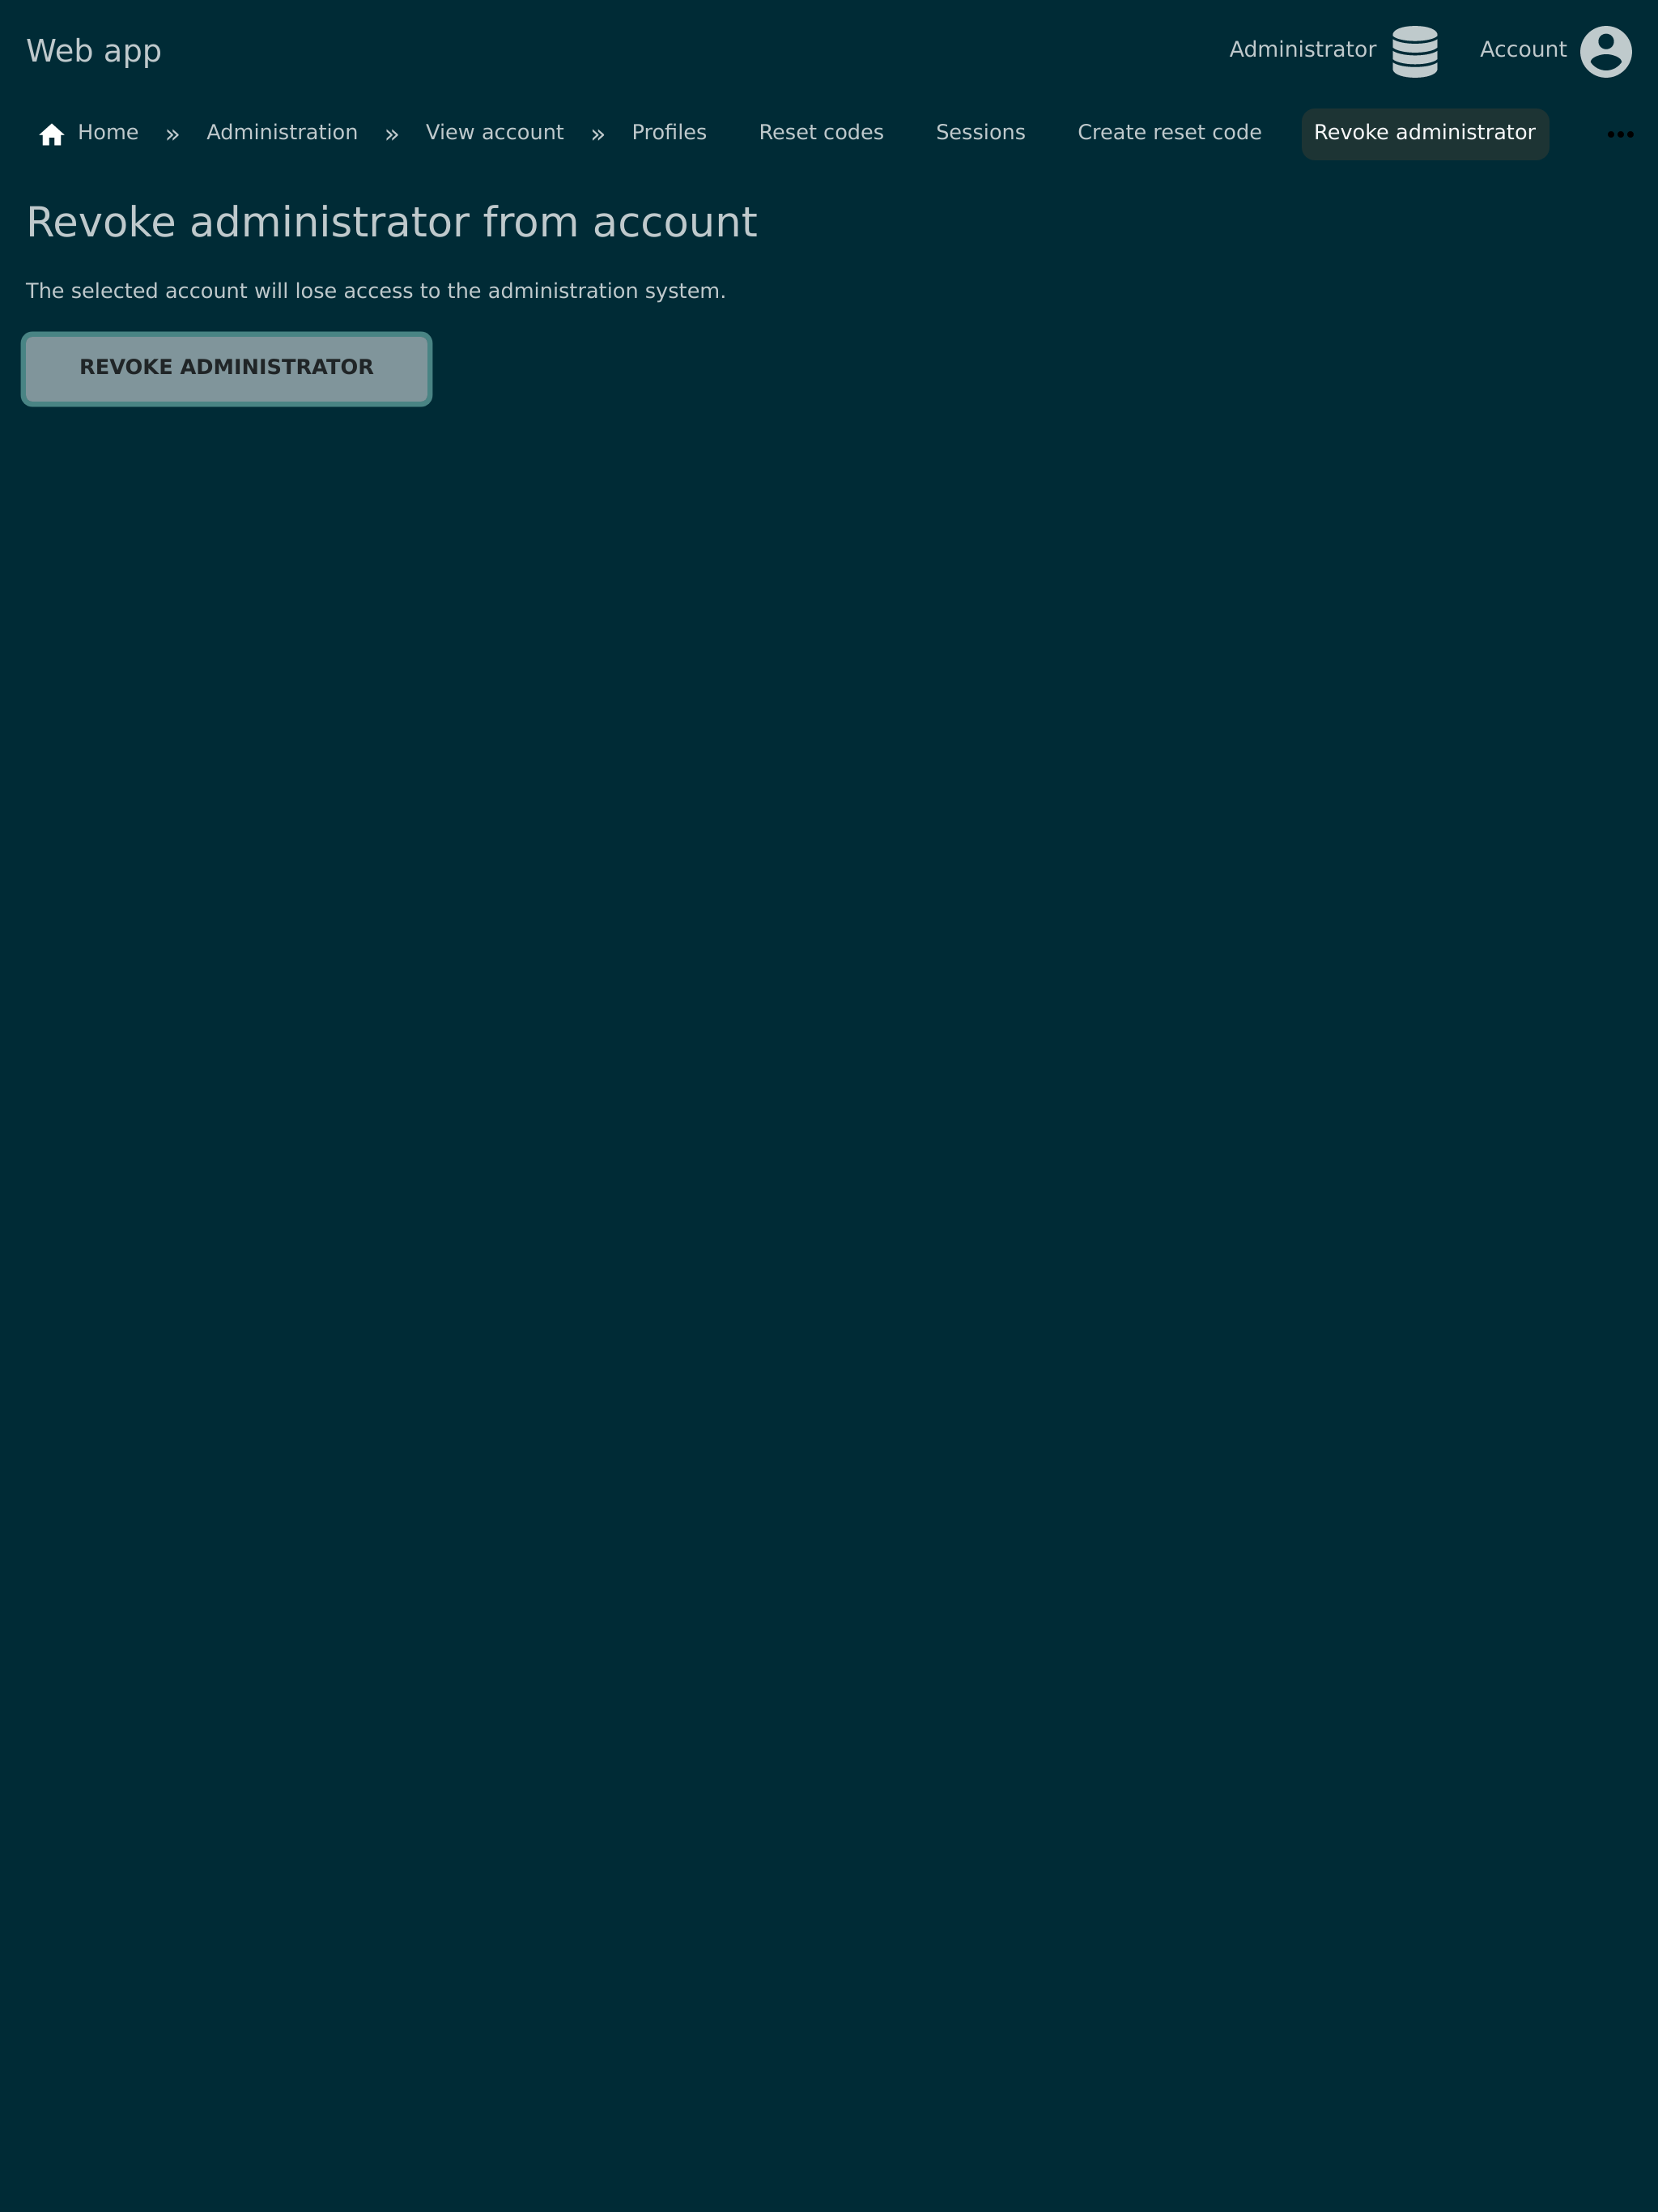 Web app
Administrator Account
Home » Administration » View account » Profiles Reset codes Sessions Create reset code Revoke administrator
Revoke administrator from account
The selected account will lose access to the administration system.
REVOKE ADMINISTRATOR